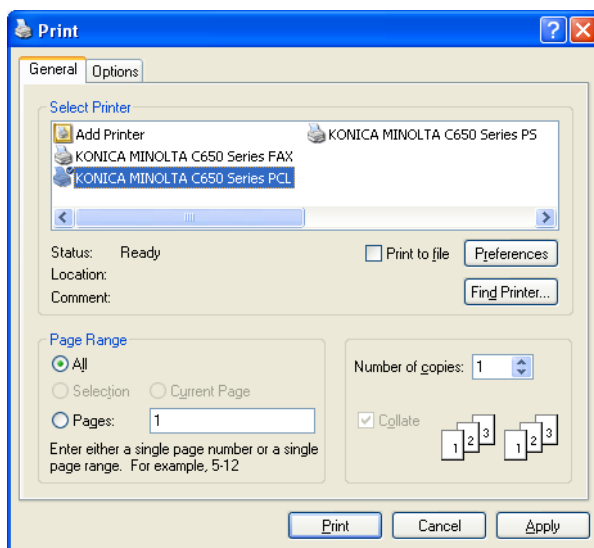 Print
General Options
Select Printer
Add Printer KONICA MINOLTA C650 Series PS
KONICA MINOLTA C650 Series FAX
KONICA MINOLTA C650 Series PCL
Status: Ready Print to file Preferences
Location:
Comment: Find Printer...
Page Range
All Number of copies: 1
Selection Current Page
Pages: 1 Collate
Enter either a single page number or a single
page range. For example, 5-12
1 2 3 1 2 3
Print Cancel Apply